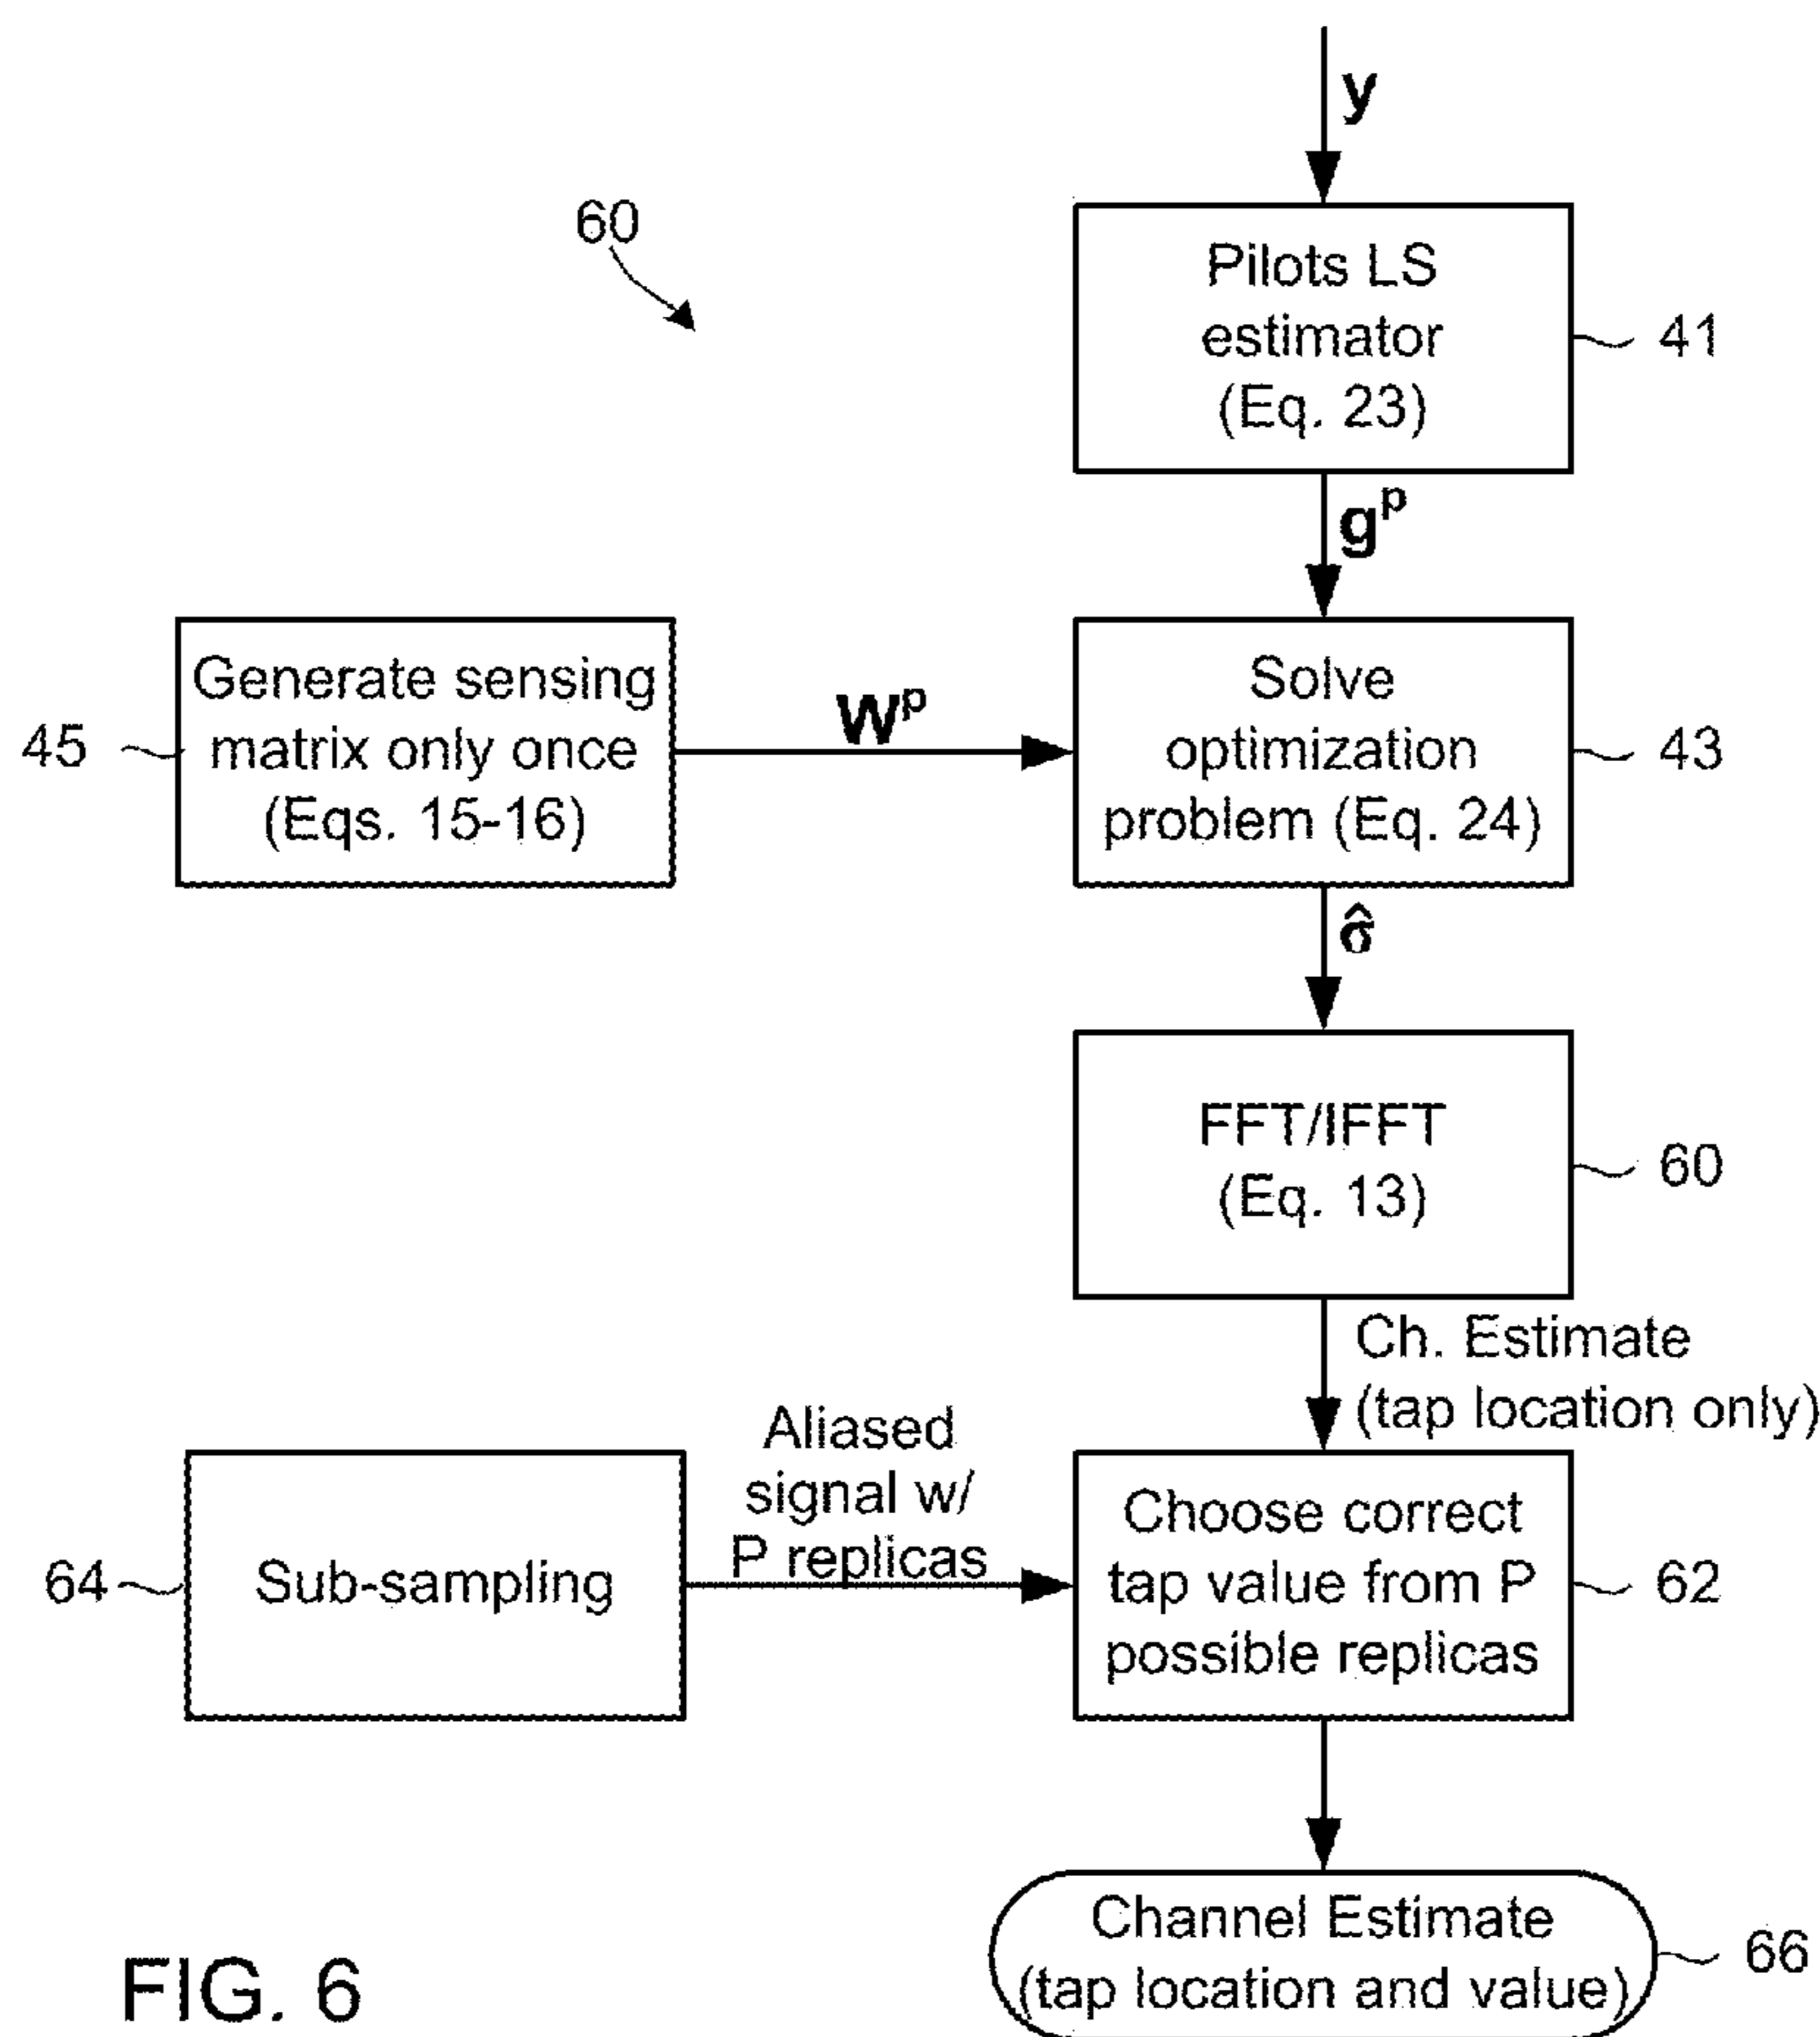 y
60
Pilots LS
estimator
(Eq. 23)
41
g^p
Generate sensing
matrix only once
(Eqs. 15-16)
45
W^p
Solve
optimization
problem (Eq. 24)
43
σ̂
FFT/IFFT
(Eq. 13)
60
Ch. Estimate
(tap location only)
Sub-sampling
64
Aliased
signal w/
P replicas
Choose correct
tap value from P
possible replicas
62
Channel Estimate
(tap location and value)
66
FIG. 6